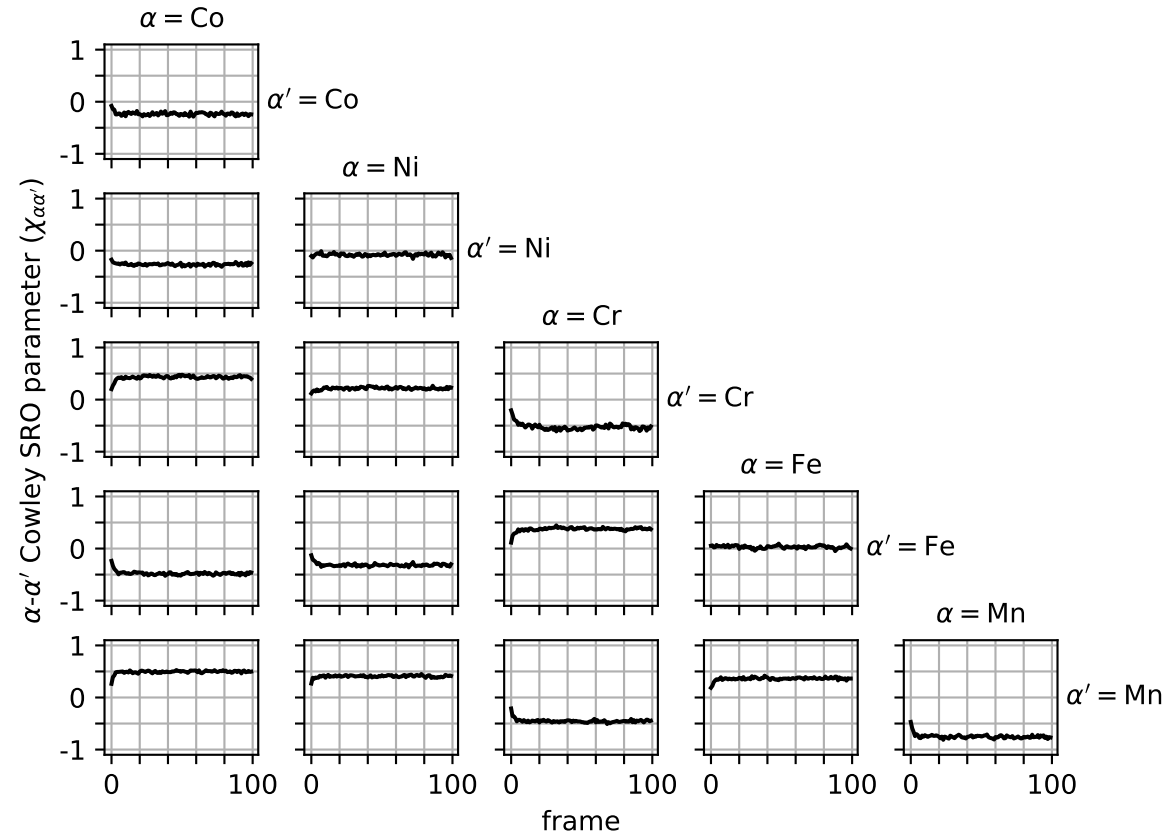 α = Co
1
0
-1
α′ = Co
α = Ni
1
0
-1
α′ = Ni
α = Cr
1
0
-1
α′ = Cr
α = Fe
1
0
-1
α′ = Fe
α = Mn
1
0
-1
α′ = Mn
0 100 0 100 0 100 0 100 0 100
frame
α-α′ Cowley SRO parameter (χαα′)